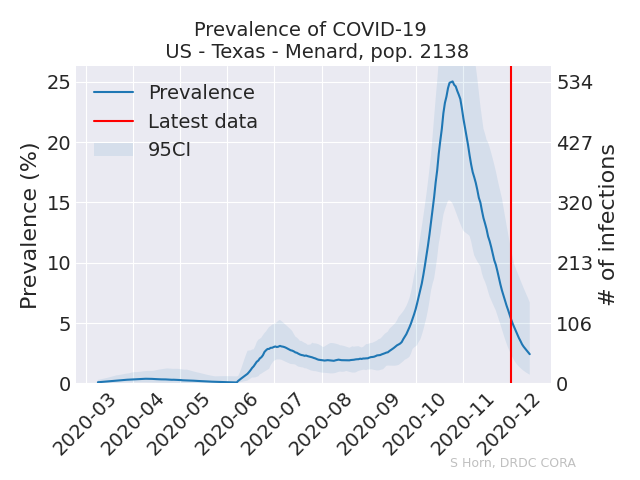 Prevalence of COVID-19
US - Texas - Menard, pop. 2138
Prevalence
Latest data
95CI
Prevalence (%)
25
20
15
10
5
0
534
427
320
213
106
0
# of infections
2020-03
2020-04
2020-05
2020-06
2020-07
2020-08
2020-09
2020-10
2020-11
2020-12
S Horn, DRDC CORA